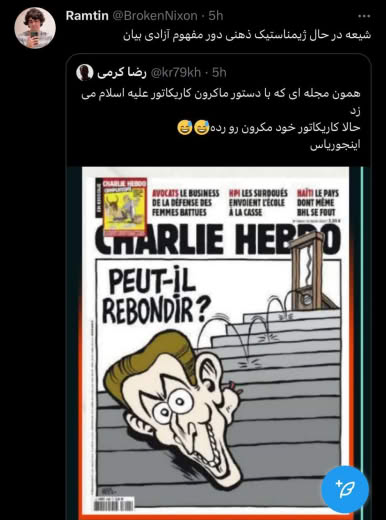 Ramtin @BrokenNixon · 5h
شیعه در حال ژیمناستیک ذهنی دور مفهوم آزادی بیان
رضا کرمی @kr79kh · 5h
همون مجله ای که با دستور ماکرون کاریکاتور علیه اسلام می
زد
حالا کاریکاتور خود مکرون رو زده😅😅
اینجوریاس
CHARLIE HEBDO
AVOCATS LE BUSINESS
DE LA DÉFENSE DES
FEMMES BATTUES
HPI LES SURDOUÉS
ENVOIENT L'ÉCOLE
À LA CASSE
HAÏTI LE PAYS
DONT MÊME
BHL SE FOUT
CHARLIE HEBDO
PEUT-IL
REBONDIR?